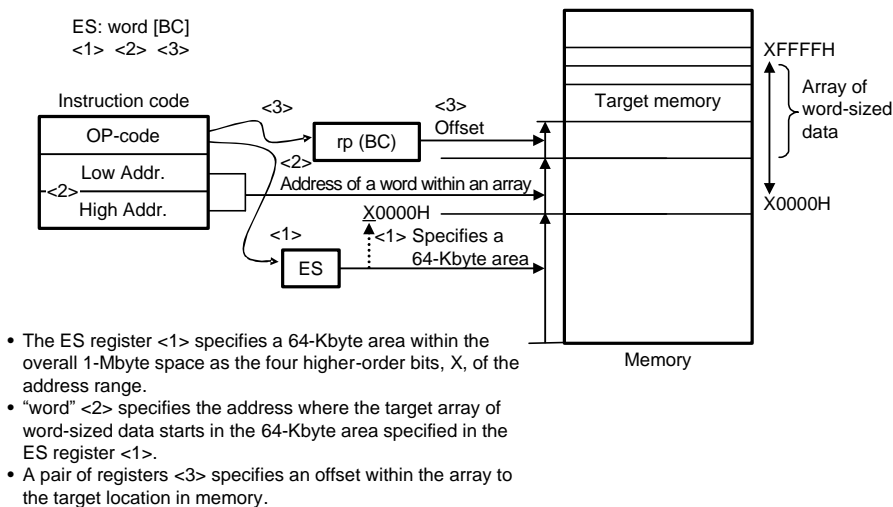 ES: word [BC]
<1> <2> <3>
Instruction code
OP-code
Low Addr.
<2>
High Addr.
<3>
rp (BC)
<3>
Offset
<2>
Address of a word within an array
X0000H
<1>
<1> Specifies a
64-Kbyte area
ES
Target memory
XFFFFH
Array of
word-sized
data
X0000H
Memory
• The ES register <1> specifies a 64-Kbyte area within the
overall 1-Mbyte space as the four higher-order bits, X, of the
address range.
• “word” <2> specifies the address where the target array of
word-sized data starts in the 64-Kbyte area specified in the
ES register <1>.
• A pair of registers <3> specifies an offset within the array to
the target location in memory.